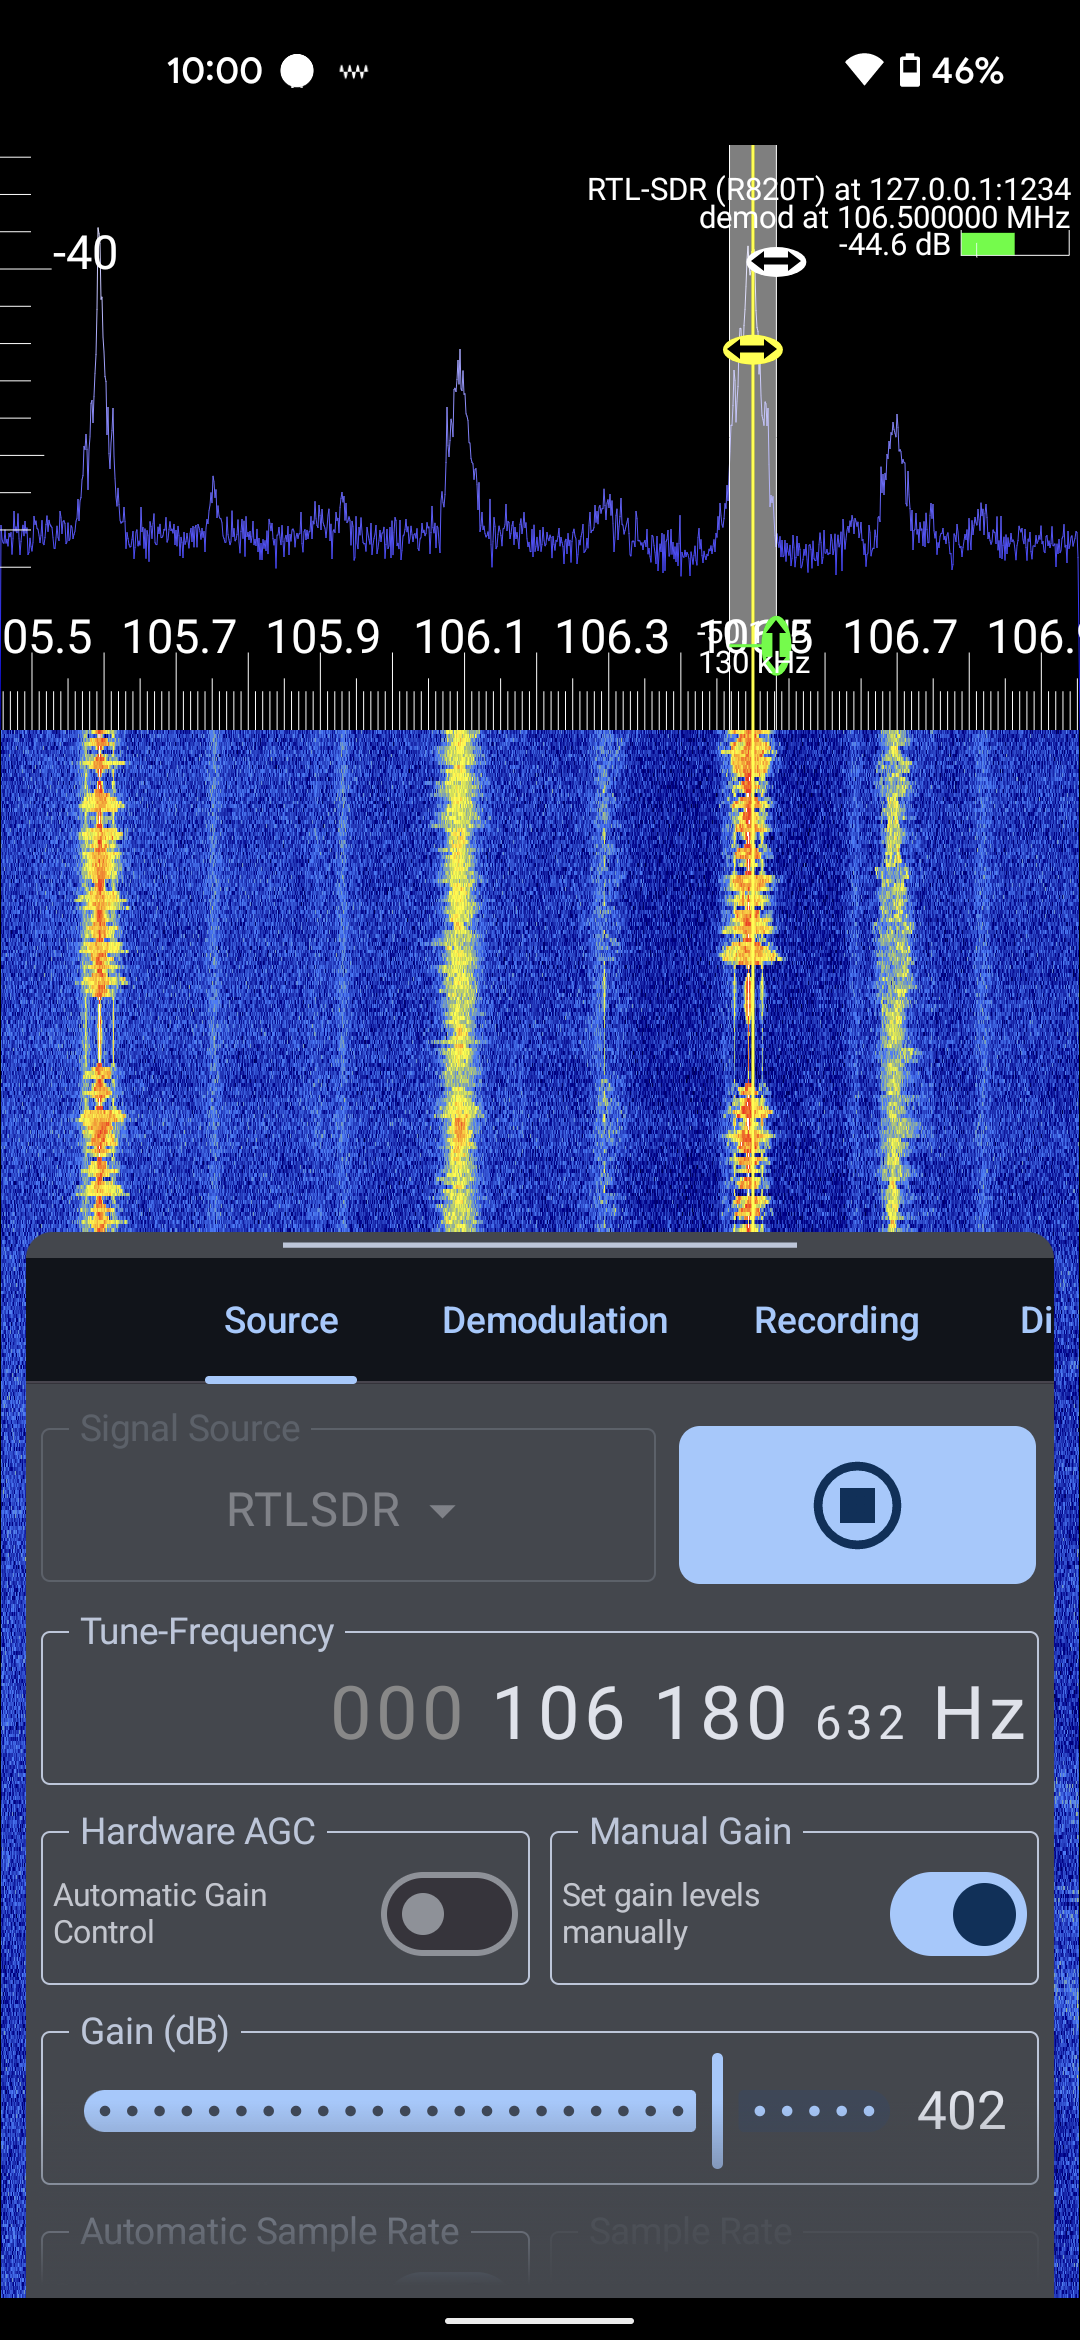 10:00
46%
RTL-SDR (R820T) at 127.0.0.1:1234
demod at 106.500000 MHz
-44.6 dB
-40
05.5 105.7 105.9 106.1 106.3 106.7 106.
130 kHz
Source Demodulation Recording Di
Signal Source
RTLSDR
Tune-Frequency
000 106 180 632 Hz
Hardware AGC
Automatic Gain
Control
Manual Gain
Set gain levels
manually
Gain (dB)
402
Automatic Sample Rate
Sample Rate